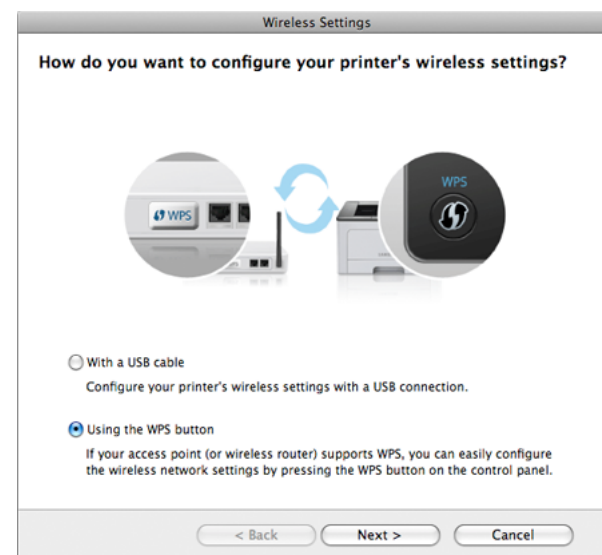 Wireless Settings
How do you want to configure your printer's wireless settings?
WPS
WPS
With a USB cable
Configure your printer's wireless settings with a USB connection.
Using the WPS button
If your access point (or wireless router) supports WPS, you can easily configure
the wireless network settings by pressing the WPS button on the control panel.
< Back
Next >
Cancel